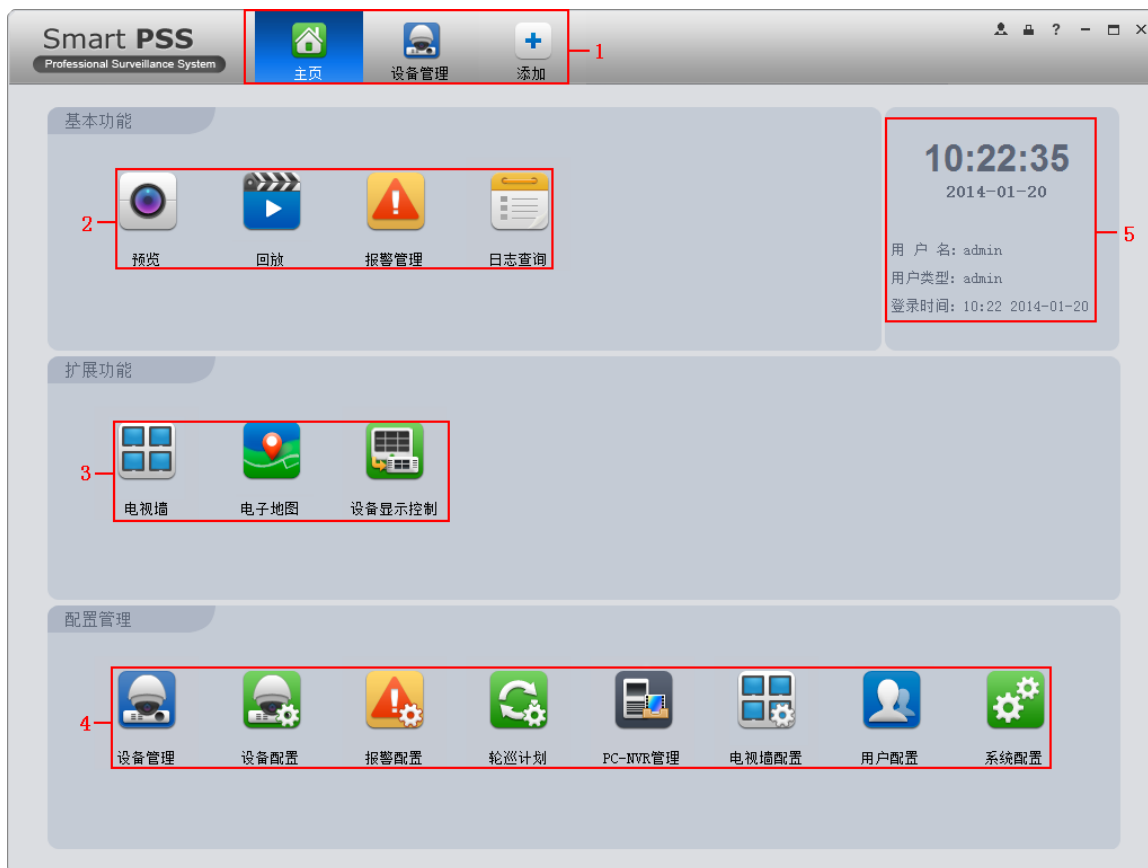 Smart PSS
Professional Surveillance System
主页
设备管理
添加
?
1
基本功能
2
预览
回放
报警管理
日志查询
10:22:35
2014-01-20
用 户 名: admin
用户类型: admin
登录时间: 10:22 2014-01-20
5
扩展功能
3
电视墙
电子地图
设备显示控制
配置管理
4
设备管理
设备配置
报警配置
轮巡计划
PC-NVR管理
电视墙配置
用户配置
系统配置